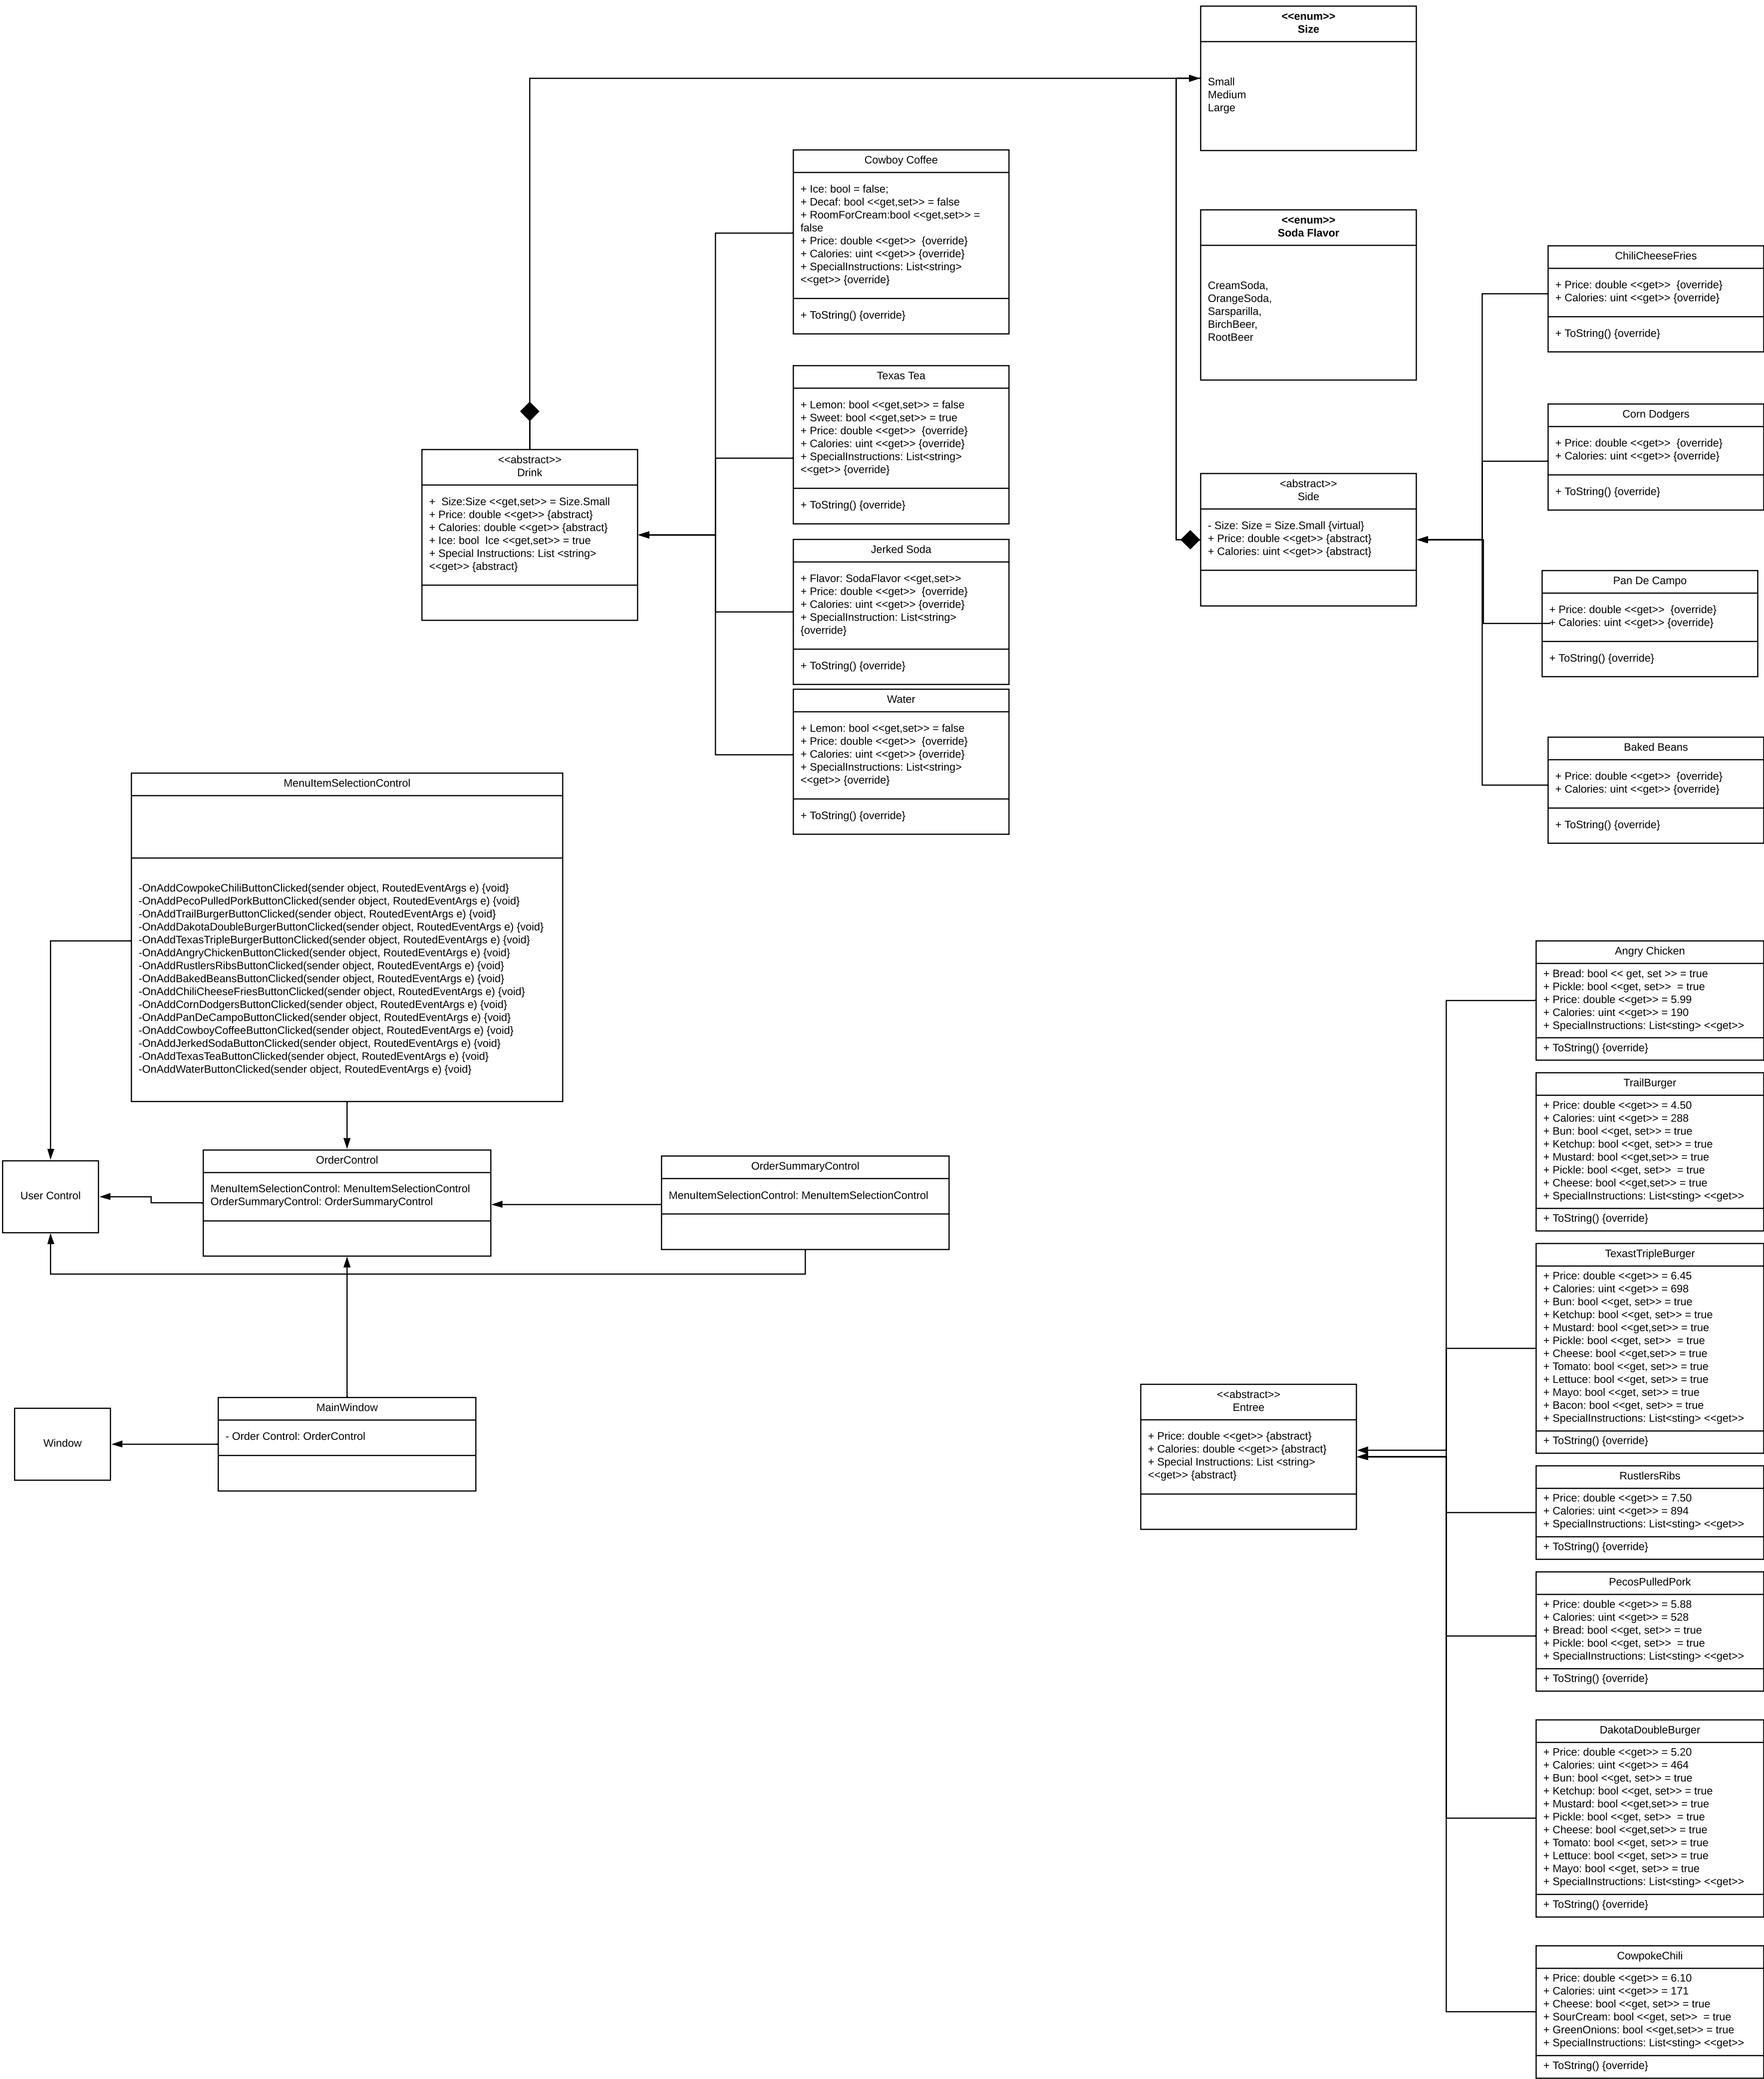 <<enum>>
Size
Small
Medium
Large
<<enum>>
Soda Flavor
CreamSoda,
OrangeSoda,
Sarsparilla,
BirchBeer,
RootBeer
Cowboy Coffee
+ Ice: bool = false;
+ Decaf: bool <<get,set>> = false
+ RoomForCream:bool <<get,set>> =
false
+ Price: double <<get>>  {override}
+ Calories: uint <<get>> {override}
+ SpecialInstructions: List<string>
<<get>> {override}
+ ToString() {override}
Texas Tea
+ Lemon: bool <<get,set>> = false
+ Sweet: bool <<get,set>> = true
+ Price: double <<get>>  {override}
+ Calories: uint <<get>> {override}
+ SpecialInstructions: List<string>
<<get>> {override}
+ ToString() {override}
Jerked Soda
+ Flavor: SodaFlavor <<get,set>>
+ Price: double <<get>>  {override}
+ Calories: uint <<get>> {override}
+ SpecialInstruction: List<string>
{override}
+ ToString() {override}
Water
+ Lemon: bool <<get,set>> = false
+ Price: double <<get>>  {override}
+ Calories: uint <<get>> {override}
+ SpecialInstructions: List<string>
<<get>> {override}
+ ToString() {override}
<<abstract>>
Drink
+  Size:Size <<get,set>> = Size.Small
+ Price: double <<get>> {abstract}
+ Calories: double <<get>> {abstract}
+ Ice: bool  Ice <<get,set>> = true
+ Special Instructions: List <string>
<<get>> {abstract}
<abstract>>
Side
- Size: Size = Size.Small {virtual}
+ Price: double <<get>> {abstract}
+ Calories: uint <<get>> {abstract}
ChiliCheeseFries
+ Price: double <<get>>  {override}
+ Calories: uint <<get>> {override}
+ ToString() {override}
Corn Dodgers
+ Price: double <<get>>  {override}
+ Calories: uint <<get>> {override}
+ ToString() {override}
Pan De Campo
+ Price: double <<get>>  {override}
+ Calories: uint <<get>> {override}
+ ToString() {override}
Baked Beans
+ Price: double <<get>>  {override}
+ Calories: uint <<get>> {override}
+ ToString() {override}
MenuItemSelectionControl
-OnAddCowpokeChiliButtonClicked(sender object, RoutedEventArgs e) {void}
-OnAddPecoPulledPorkButtonClicked(sender object, RoutedEventArgs e) {void}
-OnAddTrailBurgerButtonClicked(sender object, RoutedEventArgs e) {void}
-OnAddDakotaDoubleBurgerButtonClicked(sender object, RoutedEventArgs e) {void}
-OnAddTexasTripleBurgerButtonClicked(sender object, RoutedEventArgs e) {void}
-OnAddAngryChickenButtonClicked(sender object, RoutedEventArgs e) {void}
-OnAddRustlersRibsButtonClicked(sender object, RoutedEventArgs e) {void}
-OnAddBakedBeansButtonClicked(sender object, RoutedEventArgs e) {void}
-OnAddChiliCheeseFriesButtonClicked(sender object, RoutedEventArgs e) {void}
-OnAddCornDodgersButtonClicked(sender object, RoutedEventArgs e) {void}
-OnAddPanDeCampoButtonClicked(sender object, RoutedEventArgs e) {void}
-OnAddCowboyCoffeeButtonClicked(sender object, RoutedEventArgs e) {void}
-OnAddJerkedSodaButtonClicked(sender object, RoutedEventArgs e) {void}
-OnAddTexasTeaButtonClicked(sender object, RoutedEventArgs e) {void}
-OnAddWaterButtonClicked(sender object, RoutedEventArgs e) {void}
User Control
OrderControl
MenuItemSelectionControl: MenuItemSelectionControl
OrderSummaryControl: OrderSummaryControl
OrderSummaryControl
MenuItemSelectionControl: MenuItemSelectionControl
Window
MainWindow
- Order Control: OrderControl
<<abstract>>
Entree
+ Price: double <<get>> {abstract}
+ Calories: double <<get>> {abstract}
+ Special Instructions: List <string>
<<get>> {abstract}
Angry Chicken
+ Bread: bool << get, set >> = true
+ Pickle: bool <<get, set>>  = true
+ Price: double <<get>> = 5.99
+ Calories: uint <<get>> = 190
+ SpecialInstructions: List<sting> <<get>>
+ ToString() {override}
TrailBurger
+ Price: double <<get>> = 4.50
+ Calories: uint <<get>> = 288
+ Bun: bool <<get, set>> = true
+ Ketchup: bool <<get, set>> = true
+ Mustard: bool <<get,set>> = true
+ Pickle: bool <<get, set>>  = true
+ Cheese: bool <<get,set>> = true
+ SpecialInstructions: List<sting> <<get>>
+ ToString() {override}
TexastTripleBurger
+ Price: double <<get>> = 6.45
+ Calories: uint <<get>> = 698
+ Bun: bool <<get, set>> = true
+ Ketchup: bool <<get, set>> = true
+ Mustard: bool <<get,set>> = true
+ Pickle: bool <<get, set>>  = true
+ Cheese: bool <<get,set>> = true
+ Tomato: bool <<get, set>> = true
+ Lettuce: bool <<get, set>> = true
+ Mayo: bool <<get, set>> = true
+ Bacon: bool <<get, set>> = true
+ SpecialInstructions: List<sting> <<get>>
+ ToString() {override}
RustlersRibs
+ Price: double <<get>> = 7.50
+ Calories: uint <<get>> = 894
+ SpecialInstructions: List<sting> <<get>>
+ ToString() {override}
PecosPulledPork
+ Price: double <<get>> = 5.88
+ Calories: uint <<get>> = 528
+ Bread: bool <<get, set>> = true
+ Pickle: bool <<get, set>>  = true
+ SpecialInstructions: List<sting> <<get>>
+ ToString() {override}
DakotaDoubleBurger
+ Price: double <<get>> = 5.20
+ Calories: uint <<get>> = 464
+ Bun: bool <<get, set>> = true
+ Ketchup: bool <<get, set>> = true
+ Mustard: bool <<get,set>> = true
+ Pickle: bool <<get, set>>  = true
+ Cheese: bool <<get,set>> = true
+ Tomato: bool <<get, set>> = true
+ Lettuce: bool <<get, set>> = true
+ Mayo: bool <<get, set>> = true
+ SpecialInstructions: List<sting> <<get>>
+ ToString() {override}
CowpokeChili
+ Price: double <<get>> = 6.10
+ Calories: uint <<get>> = 171
+ Cheese: bool <<get, set>> = true
+ SourCream: bool <<get, set>>  = true
+ GreenOnions: bool <<get,set>> = true
+ SpecialInstructions: List<sting> <<get>>
+ ToString() {override}